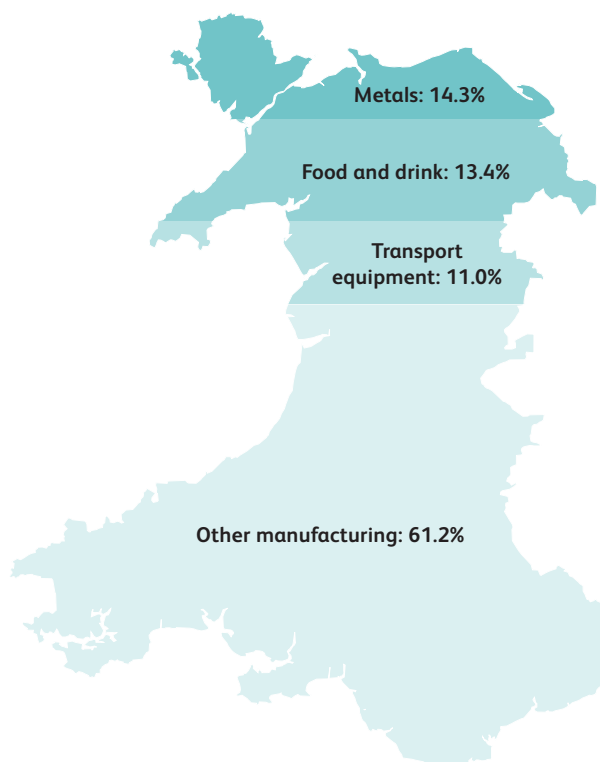 Metals: 14.3%
Food and drink: 13.4%
Transport
equipment: 11.0%
Other manufacturing: 61.2%